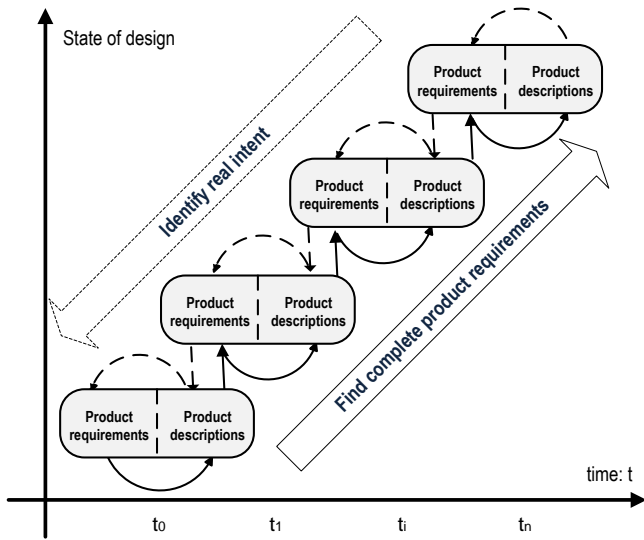 State of design
Product
requirements
Product
descriptions
Identify real intent
Product
requirements
Product
descriptions
Product
requirements
Product
descriptions
Find complete product requirements
Product
requirements
Product
descriptions
time: t
t0
t1
ti
tn